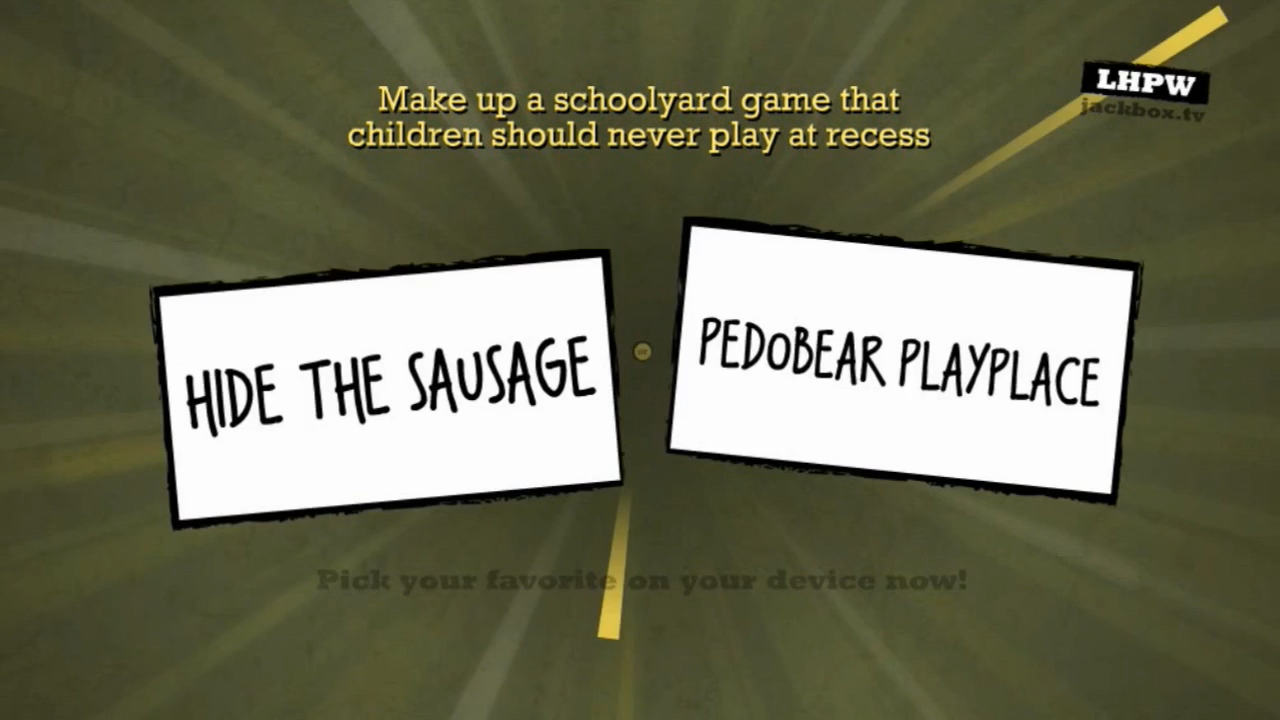 LHPW
jackbox.tv
Make up a schoolyard game that
children should never play at recess
HIDE THE SAUSAGE
PEDOBEAR PLAYPLACE
Pick your favorite on your device now!